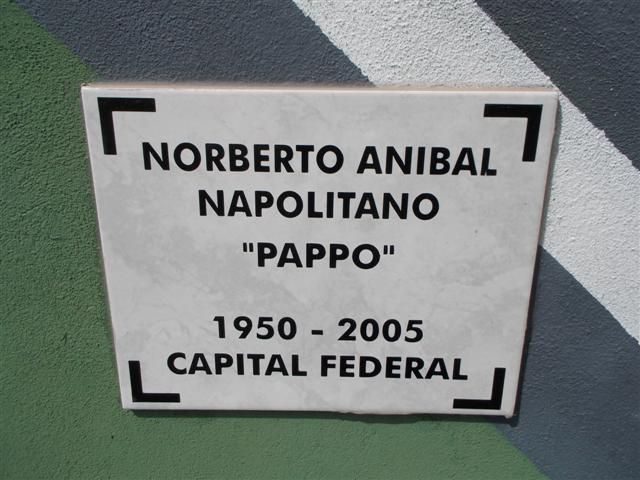 NORBERTO ANIBAL
NAPOLITANO
"PAPPO"
1950 - 2005
CAPITAL FEDERAL